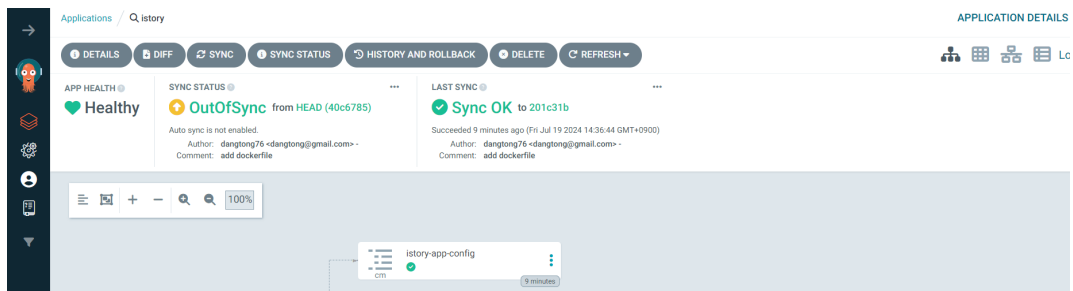 Applications / istory
APPLICATION DETAILS
DETAILS DIFF SYNC SYNC STATUS HISTORY AND ROLLBACK DELETE REFRESH
Lo
APP HEALTH
Healthy
SYNC STATUS
OutOfSync from HEAD (40c6785)
Auto sync is not enabled.
Author: dangtong76 <dangtong76@gmail.com> -
Comment: add dockerfile
LAST SYNC
Sync OK to 201c31b
Succeeded 9 minutes ago (Fri Jul 19 2024 14:36:44 GMT+0900)
Author: dangtong76 <dangtong76@gmail.com> -
Comment: add dockerfile
100%
istory-app-config
cm
9 minutes